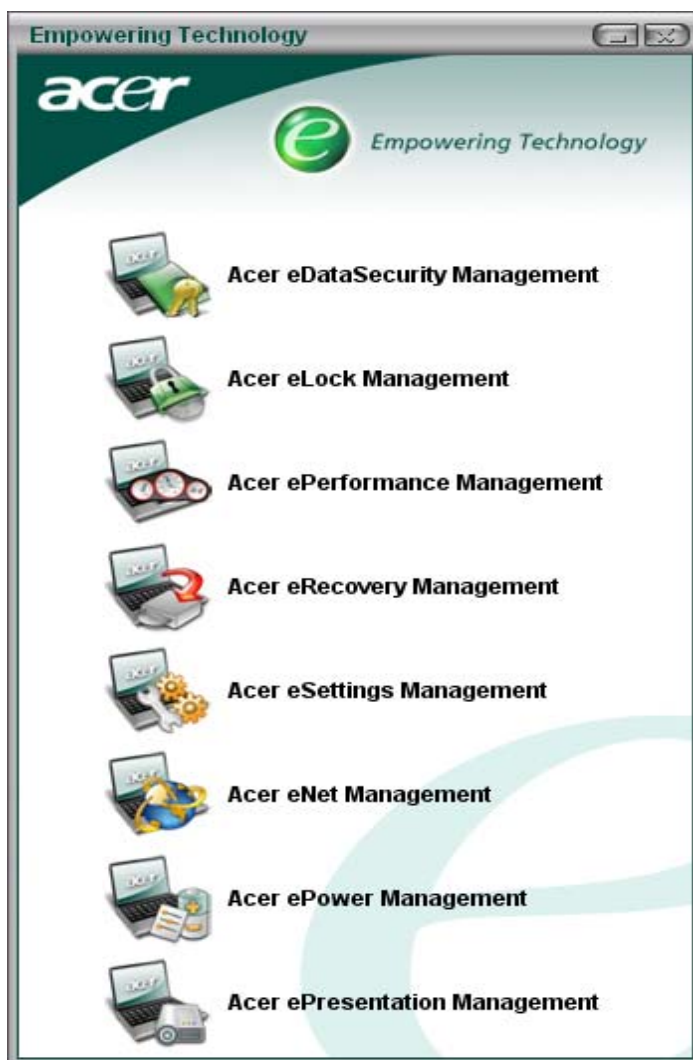 Empowering Technology
acer
e Empowering Technology
Acer eDataSecurity Management
Acer eLock Management
Acer ePerformance Management
Acer eRecovery Management
Acer eSettings Management
Acer eNet Management
Acer ePower Management
Acer ePresentation Management